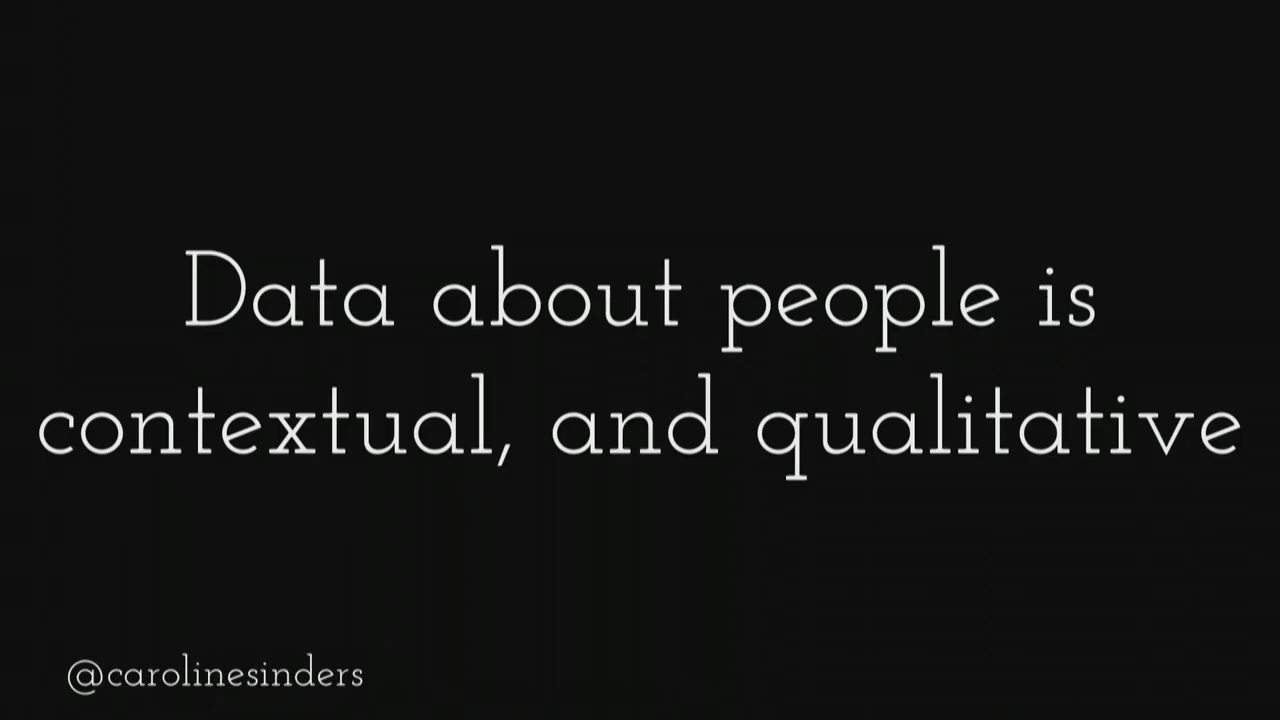 Data about people is
contextual, and qualitative
@carolinesinders